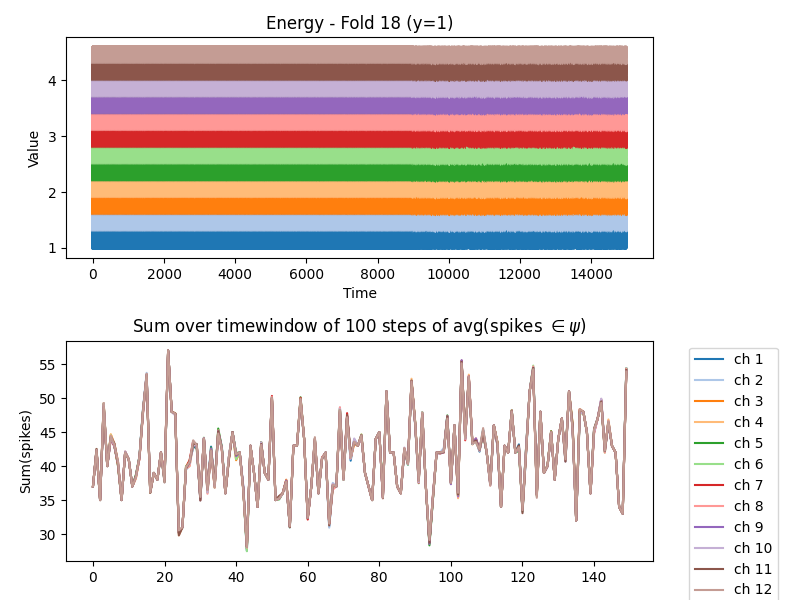 Energy - Fold 18 (y=1)
Value
4
3
2
1
0 2000 4000 6000 8000 10000 12000 14000
Time
Sum over timewindow of 100 steps of avg(spikes ∈ ψ)
Sum(spikes)
55
50
45
40
35
30
0 20 40 60 80 100 120 140
ch 1
ch 2
ch 3
ch 4
ch 5
ch 6
ch 7
ch 8
ch 9
ch 10
ch 11
ch 12